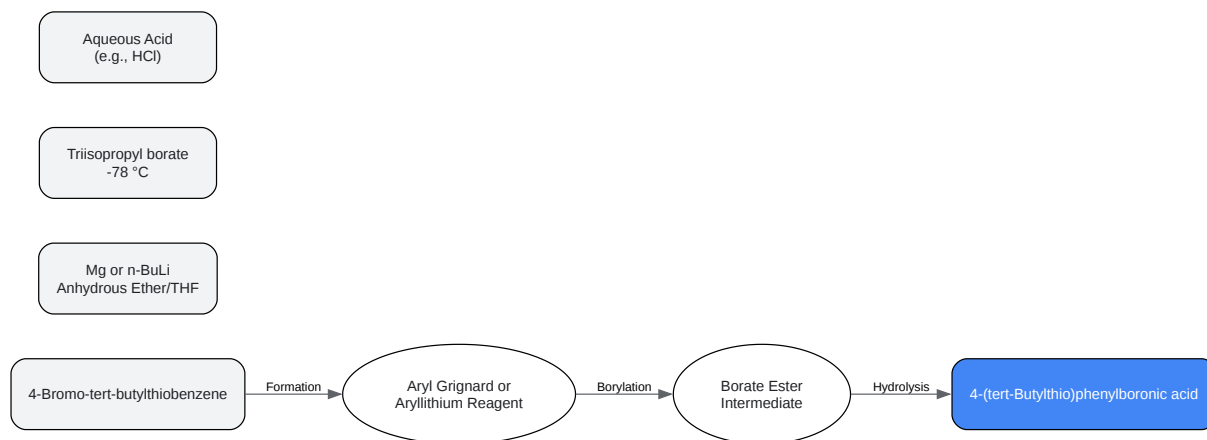 Aqueous Acid
(e.g., HCl)
Triisopropyl borate
-78 °C
Mg or n-BuLi
Anhydrous Ether/THF
4-Bromo-tert-butylthiobenzene
Formation
Aryl Grignard or
Aryllithium Reagent
Borylation
Borate Ester
Intermediate
Hydrolysis
4-(tert-Butylthio)phenylboronic acid